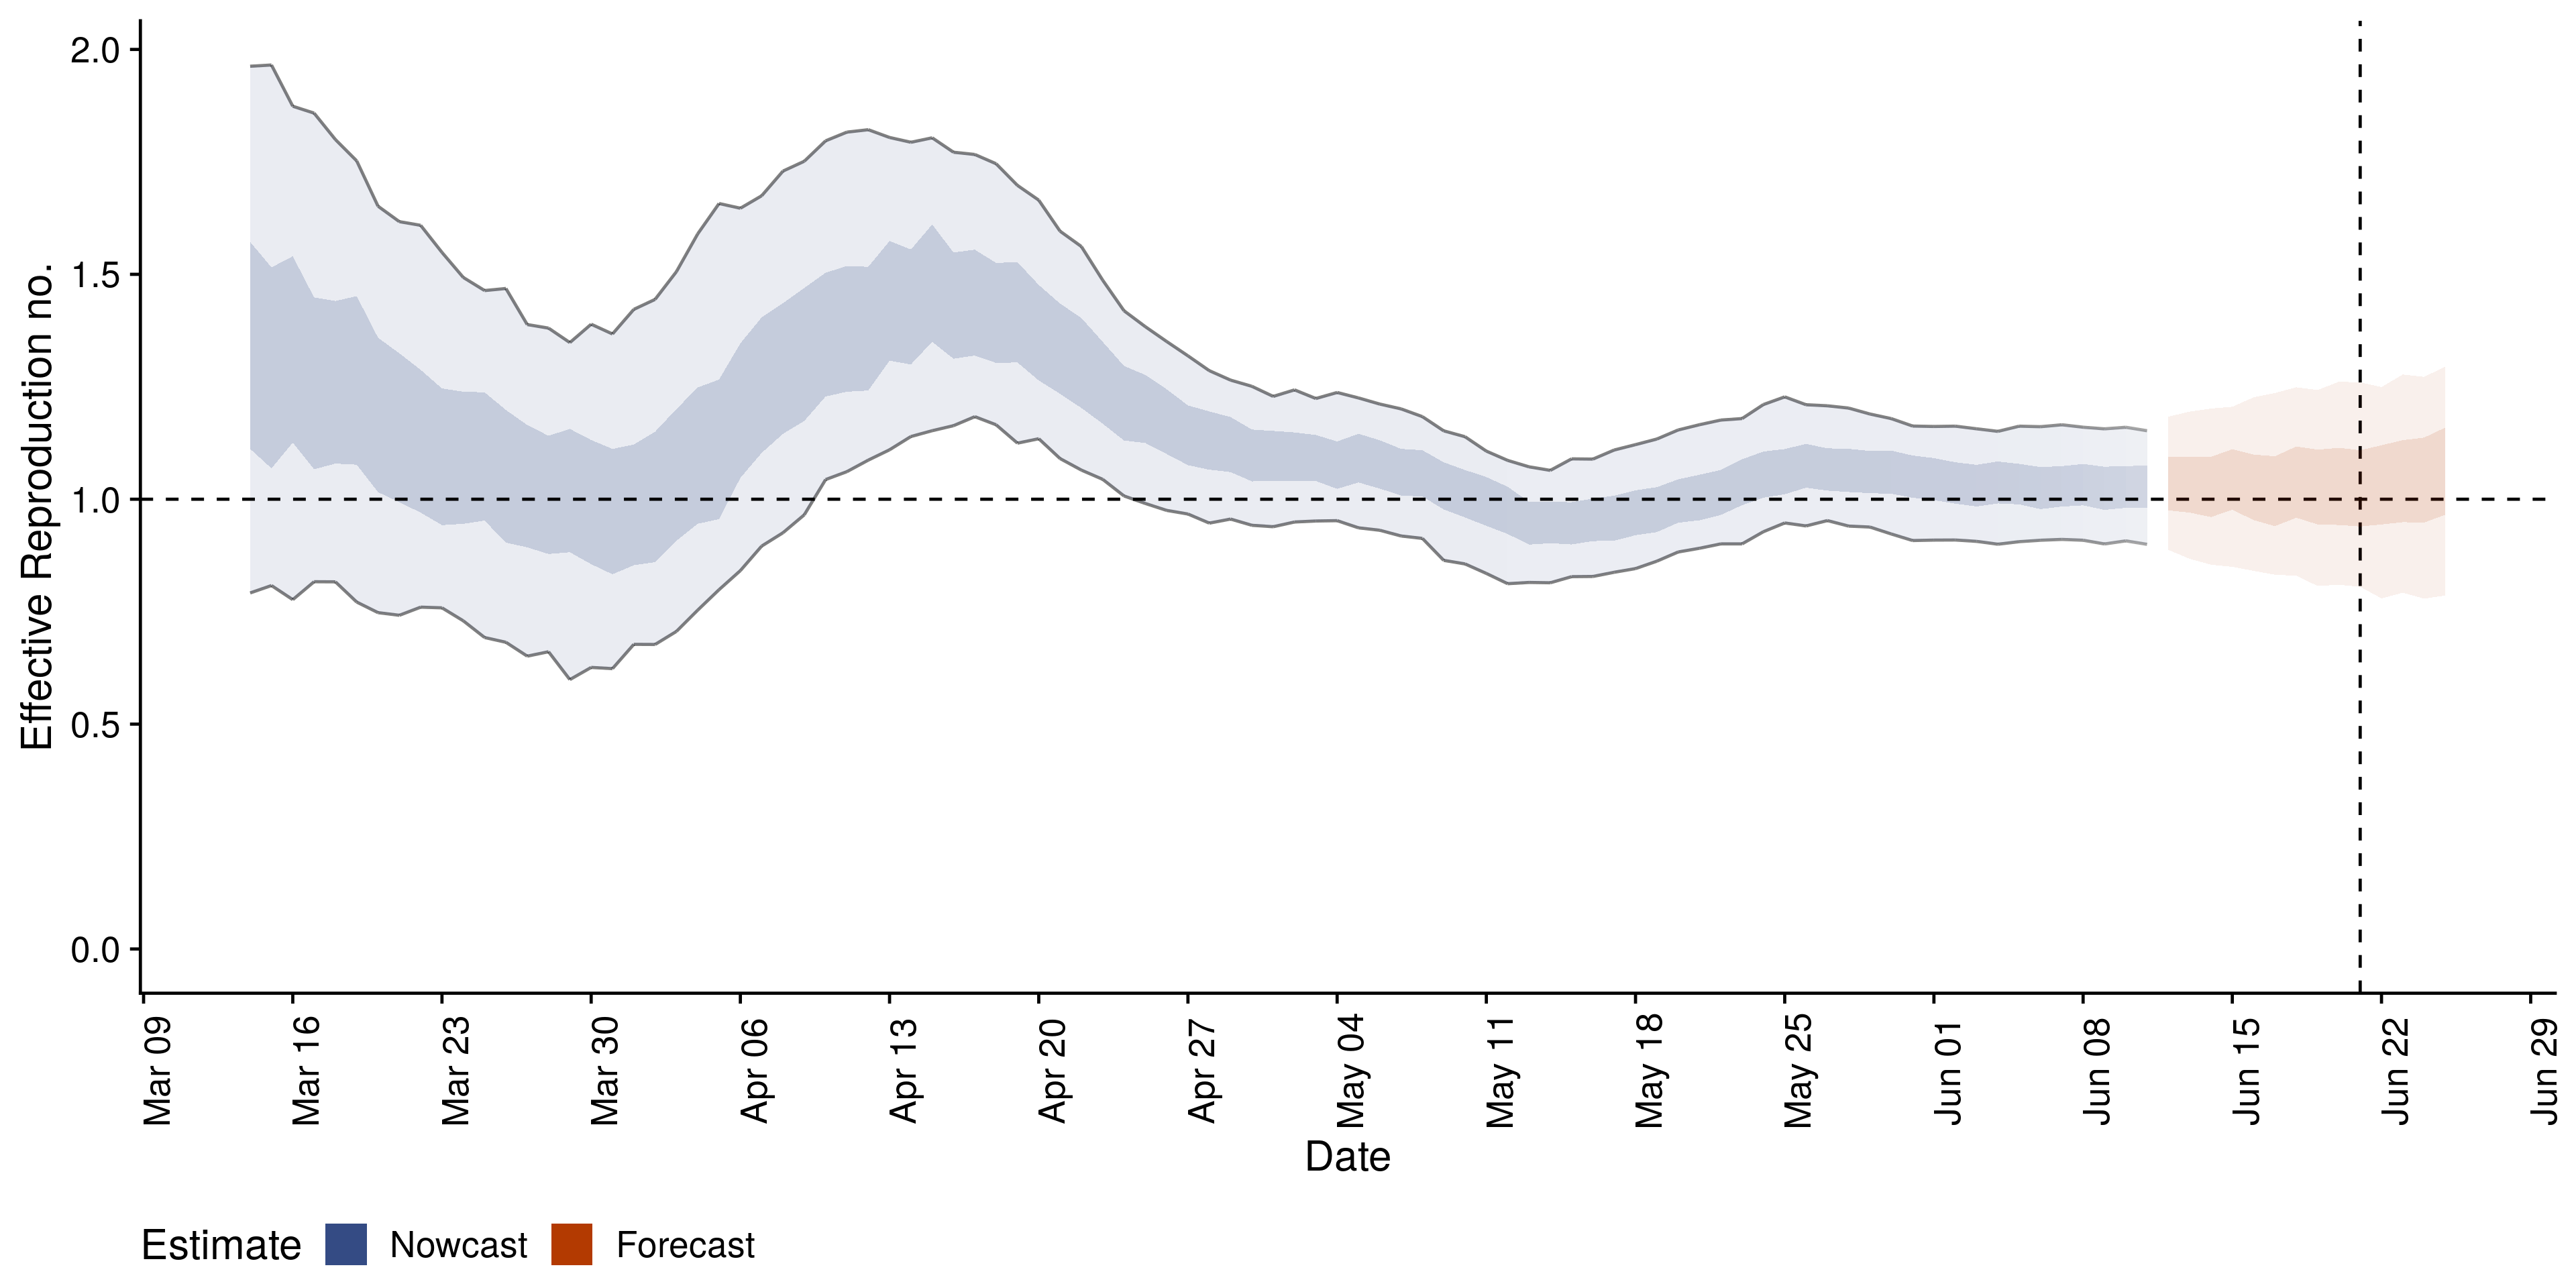 Effective Reproduction no.
2.0
1.5
1.0
0.5
0.0
Mar 09
Mar 16
Mar 23
Mar 30
Apr 06
Apr 13
Apr 20
Apr 27
May 04
May 11
May 18
May 25
Jun 01
Jun 08
Jun 15
Jun 22
Jun 29
Date
Estimate Nowcast Forecast